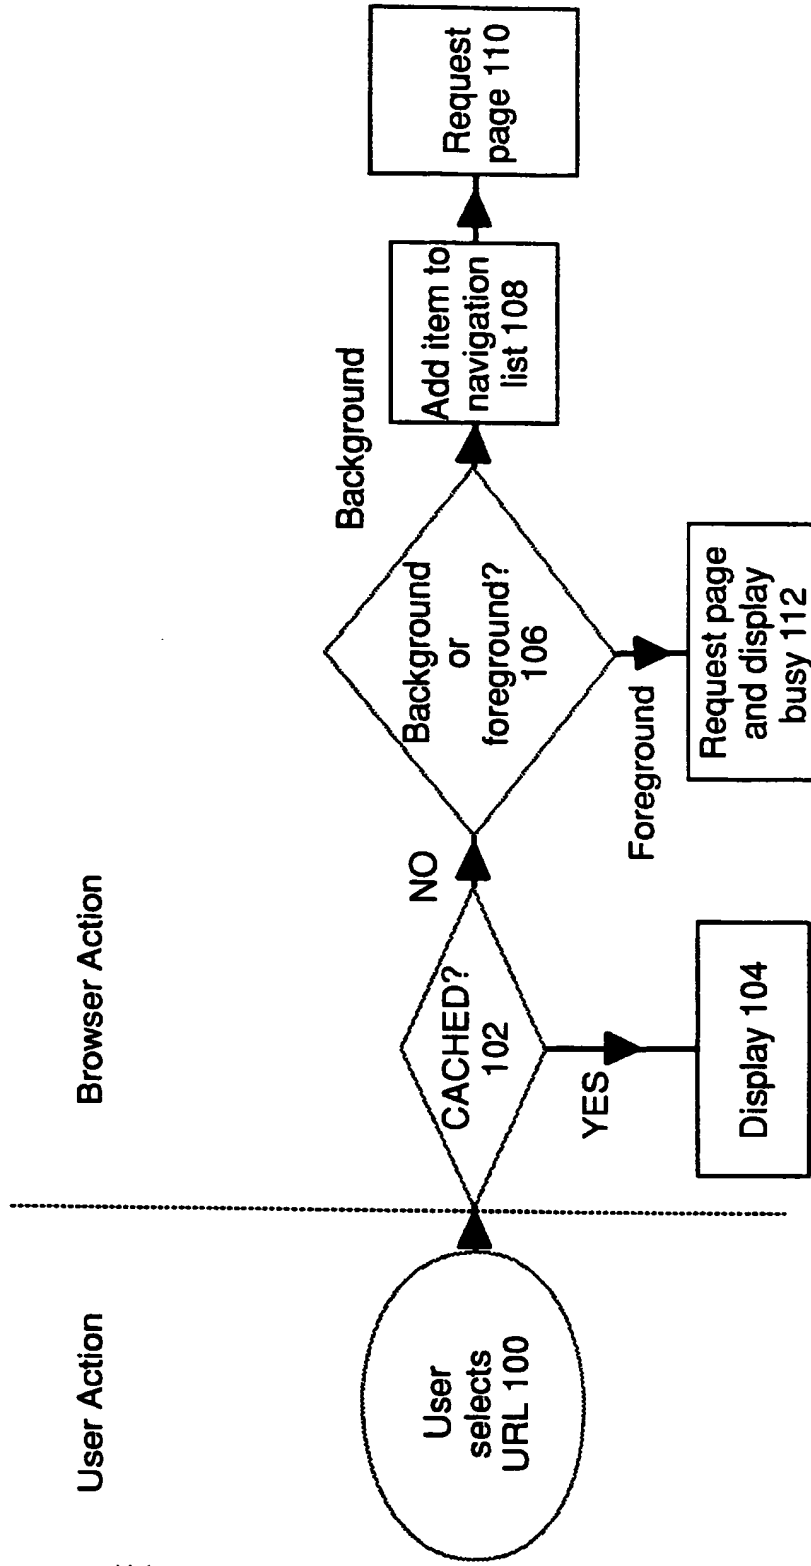 User Action
Browser Action
User
selects
URL 100
CACHED?
102
YES
NO
Display 104
Background
or
foreground?
106
Background
Foreground
Add item to
navigation
list 108
Request
page 110
Request page
and display
busy 112